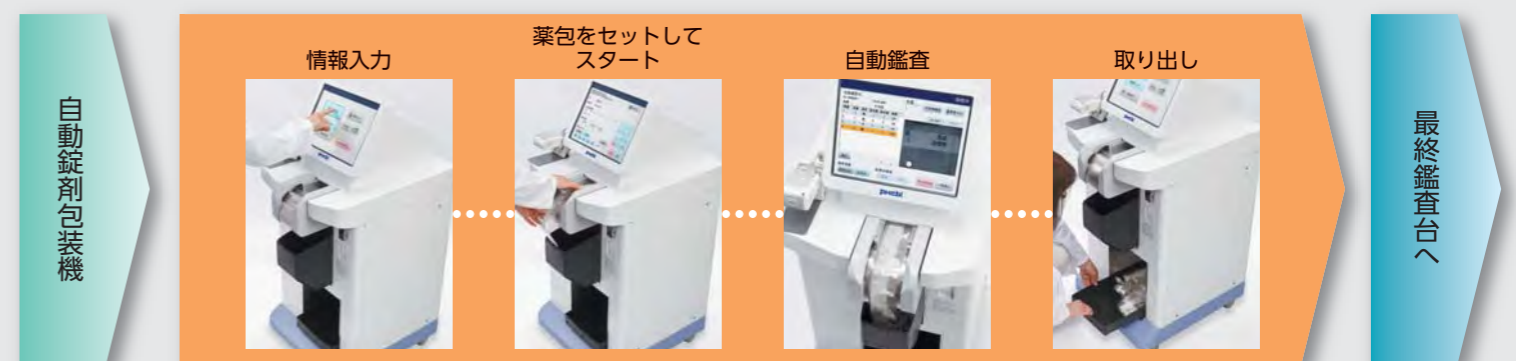 自動錠剤包装機
情報入力
薬包をセットして
スタート
自動鑑査
取り出し
最終鑑査台へ